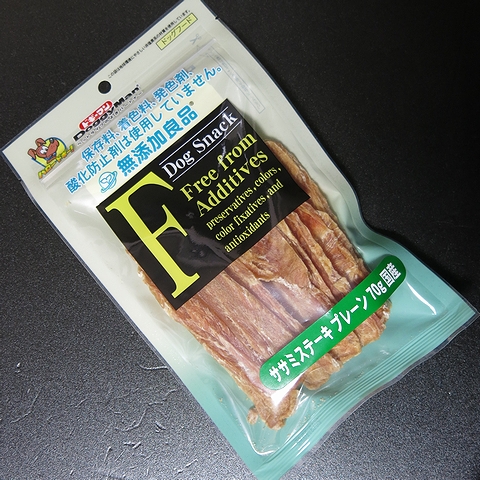 ドッグフード
ドギーマン
DoggyMan
保存料、着色料、発色剤、
酸化防止剤は使用していません。
無添加良品
F
Dog Snack
Free from
Additives
preservatives, colors,
color fixatives, and
antioxidants
ササミステーキ プレーン 70g 国産